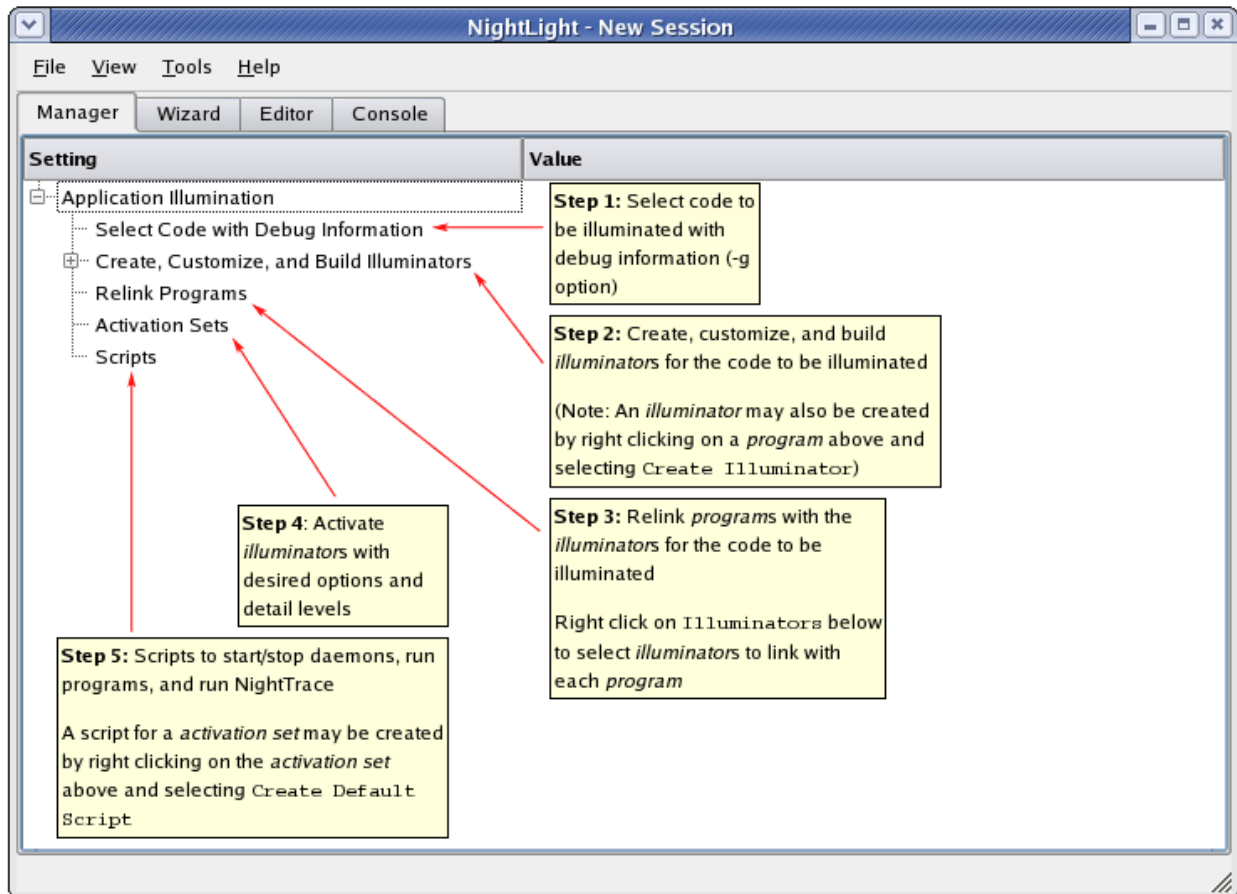 NightLight - New Session
File View Tools Help
Manager Wizard Editor Console
Setting Value
Application Illumination
Select Code with Debug Information
Create, Customize, and Build Illuminators
Relink Programs
Activation Sets
Scripts
Step 1: Select code to
be illuminated with
debug information (-g
option)
Step 2: Create, customize, and build
illuminators for the code to be illuminated
(Note: An illuminator may also be created
by right clicking on a program above and
selecting Create Illuminator)
Step 3: Relink programs with the
illuminators for the code to be
illuminated
Right click on Illuminators below
to select illuminators to link with
each program
Step 4: Activate
illuminators with
desired options and
detail levels
Step 5: Scripts to start/stop daemons, run
programs, and run NightTrace
A script for a activation set may be created
by right clicking on the activation set
above and selecting Create Default
Script